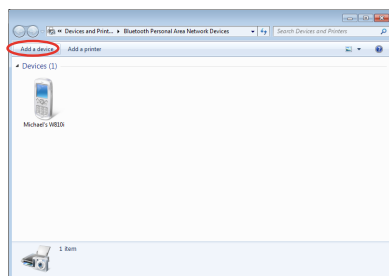 « Devices and Print... ▸ Bluetooth Personal Area Network Devices
Search Devices and Printers
Add a device
Add a printer
Devices (1)
Michael's W810i
1 item